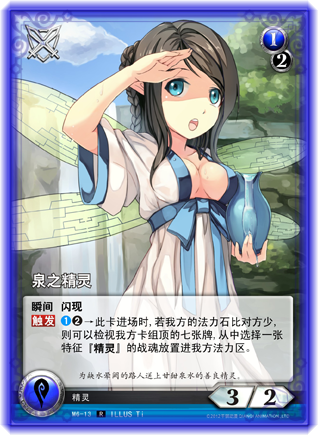 1
2
泉之精灵
瞬间 闪现
触发 1 2→此卡进场时,若我方的法力石比对方少,
则可以检视我方卡组顶的七张牌,从中选择一张
特征『精灵』的战魂放置进我方法力区。
为缺水晕阙的路人送上甘甜泉水的善良精灵。
3 / 2
精灵
M6-13 R ILLUS Ti